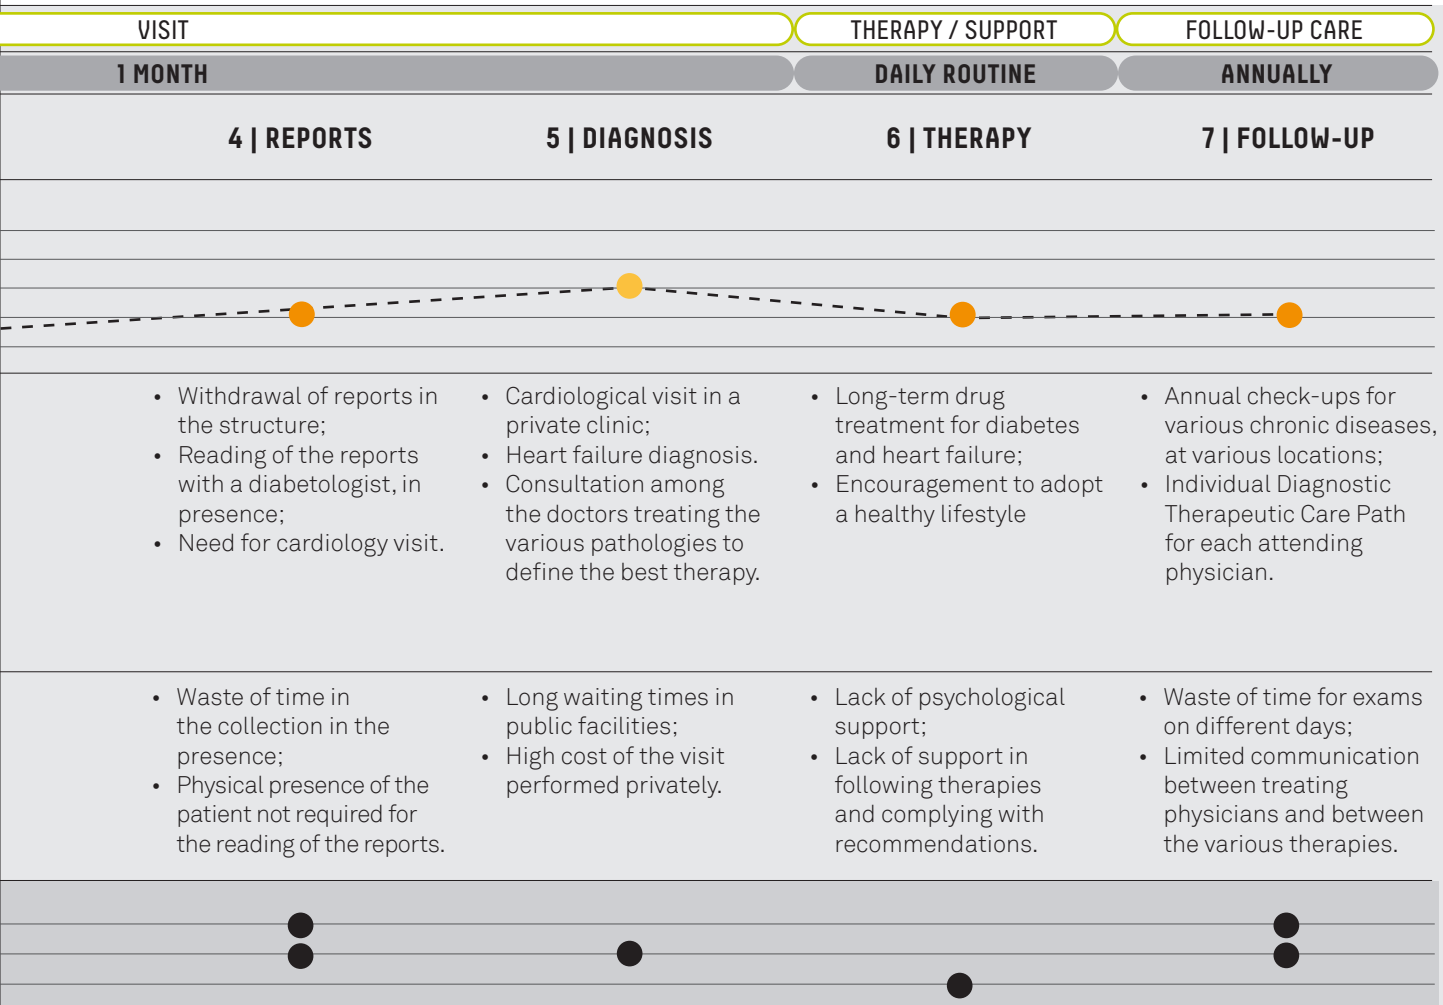 VISIT
THERAPY / SUPPORT
FOLLOW-UP CARE
1 MONTH
DAILY ROUTINE
ANNUALLY
4 | REPORTS
5 | DIAGNOSIS
6 | THERAPY
7 | FOLLOW-UP
• Withdrawal of reports in
the structure;
• Reading of the reports
with a diabetologist, in
presence;
• Need for cardiology visit.
• Cardiological visit in a
private clinic;
• Heart failure diagnosis.
• Consultation among
the doctors treating the
various pathologies to
define the best therapy.
• Long-term drug
treatment for diabetes
and heart failure;
• Encouragement to adopt
a healthy lifestyle
• Annual check-ups for
various chronic diseases,
at various locations;
• Individual Diagnostic
Therapeutic Care Path
for each attending
physician.
• Waste of time in
the collection in the
presence;
• Physical presence of the
patient not required for
the reading of the reports.
• Long waiting times in
public facilities;
• High cost of the visit
performed privately.
• Lack of psychological
support;
• Lack of support in
following therapies
and complying with
recommendations.
• Waste of time for exams
on different days;
• Limited communication
between treating
physicians and between
the various therapies.